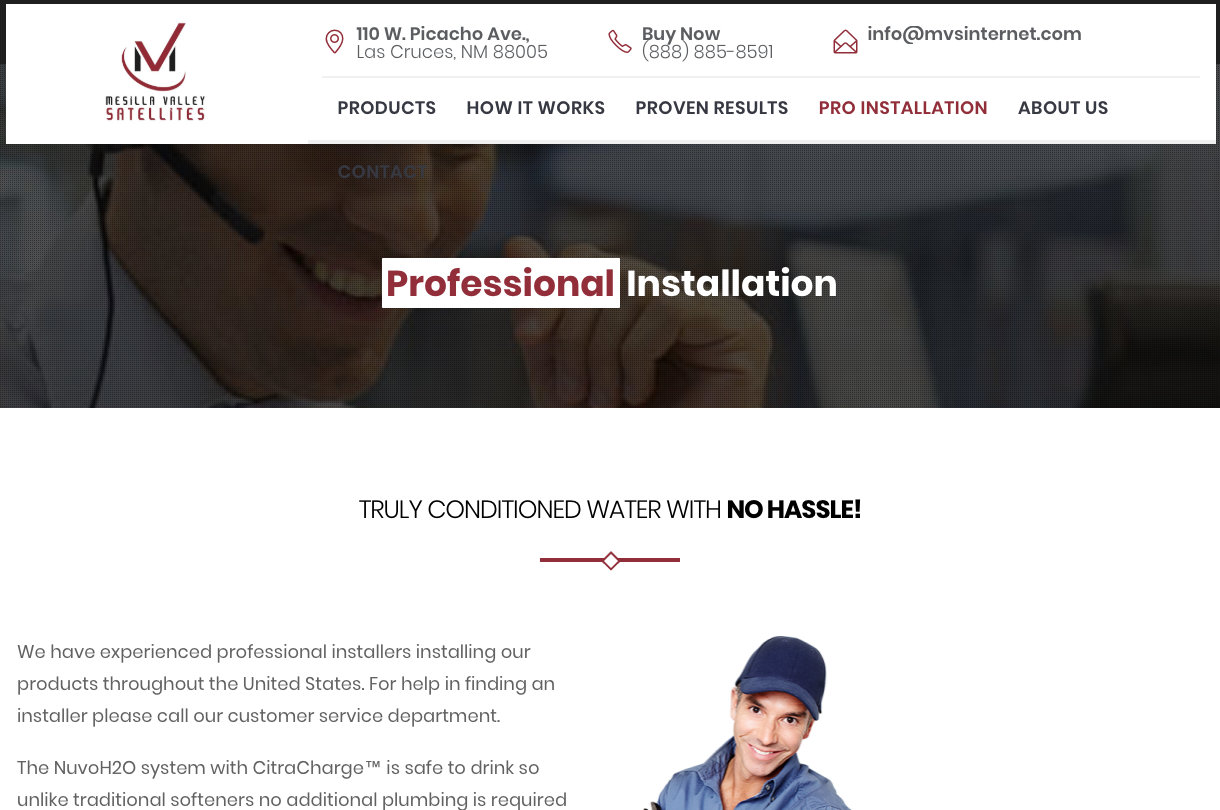 MESILLA VALLEY
SATELLITES
110 W. Picacho Ave.,
Las Cruces, NM 88005
Buy Now
(888) 885-8591
info@mvsinternet.com
PRODUCTS
HOW IT WORKS
PROVEN RESULTS
PRO INSTALLATION
ABOUT US
CONTACT
Professional Installation
TRULY CONDITIONED WATER WITH NO HASSLE!
We have experienced professional installers installing our
products throughout the United States. For help in finding an
installer please call our customer service department.
The NuvoH2O system with CitraCharge™ is safe to drink so
unlike traditional softeners no additional plumbing is required